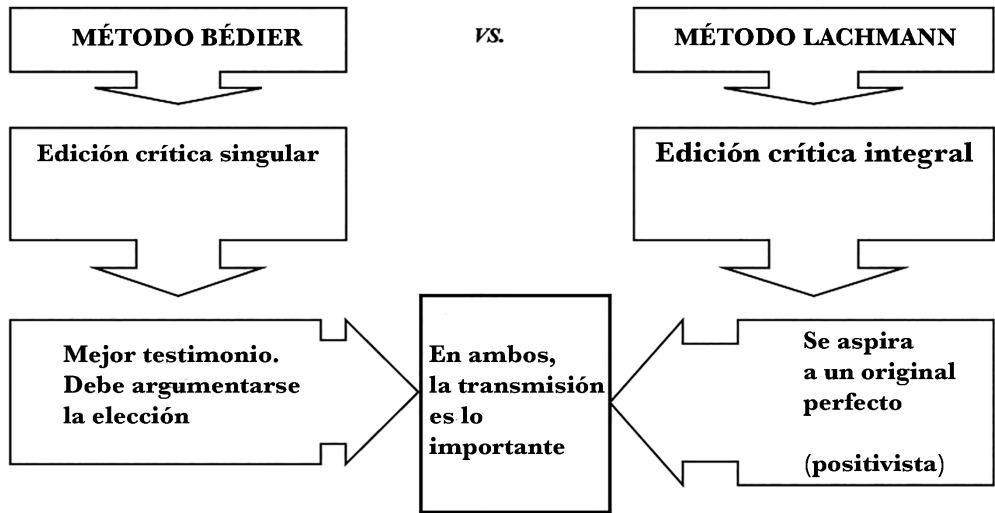 MÉTODO BÉDIER
vs.
MÉTODO LACHMANN
Edición crítica singular
Edición crítica integral
Mejor testimonio.
Debe argumentarse
la elección
En ambos,
la transmisión
es lo
importante
Se aspira
a un original
perfecto
(positivista)